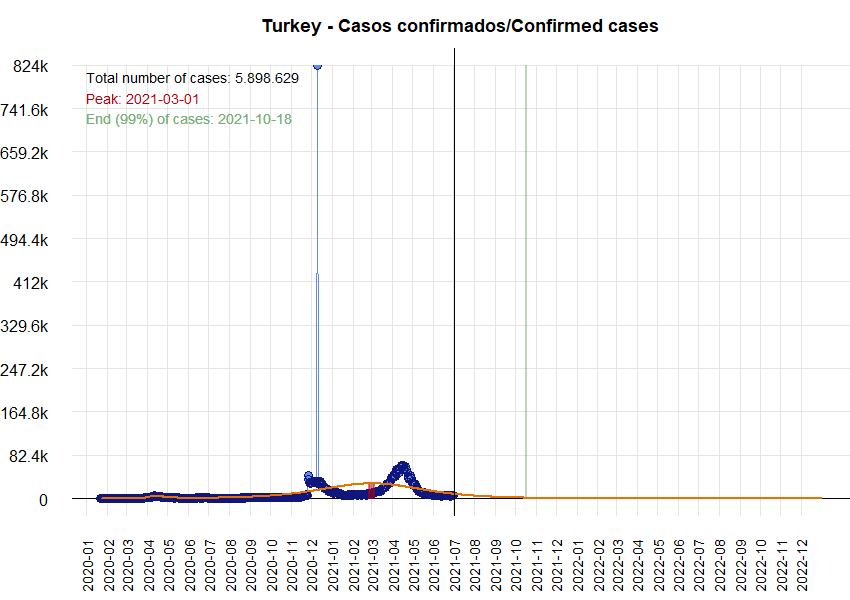 Turkey - Casos confirmados/Confirmed cases
824k
Total number of cases: 5.898.629
Peak: 2021-03-01
741.6k
End (99%) of cases: 2021-10-18
659.2k
576.8k
494.4k
412k
329.6k
247.2k
164.8k
82.4k
0
2020-01
2020-02
2020-03
2020-04
2020-05
2020-06
2020-07
2020-08
2020-09
2020-10
2020-11
2020-12
2021-01
2021-02
2021-03
2021-04
2021-05
2021-06
2021-07
2021-08
2021-09
2021-10
2021-11
2021-12
2022-01
2022-02
2022-03
2022-04
2022-05
2022-06
2022-07
2022-08
2022-09
2022-10
2022-11
2022-12